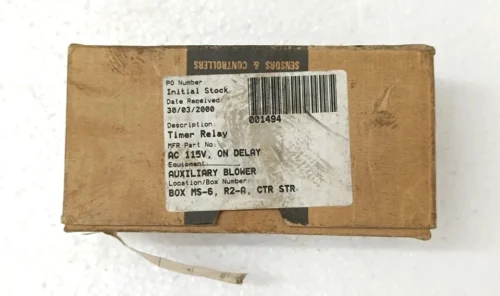 SENSORS & CONTROLLERS
PO Number:
Initial Stock
Date Received:
30/03/2000
001494
Description:
Timer Relay
MFR Part No:
AC 115V, ON DELAY
Equipment:
AUXILIARY BLOWER
Location/Box Number:
BOX MS-6, R2-A, CTR STR